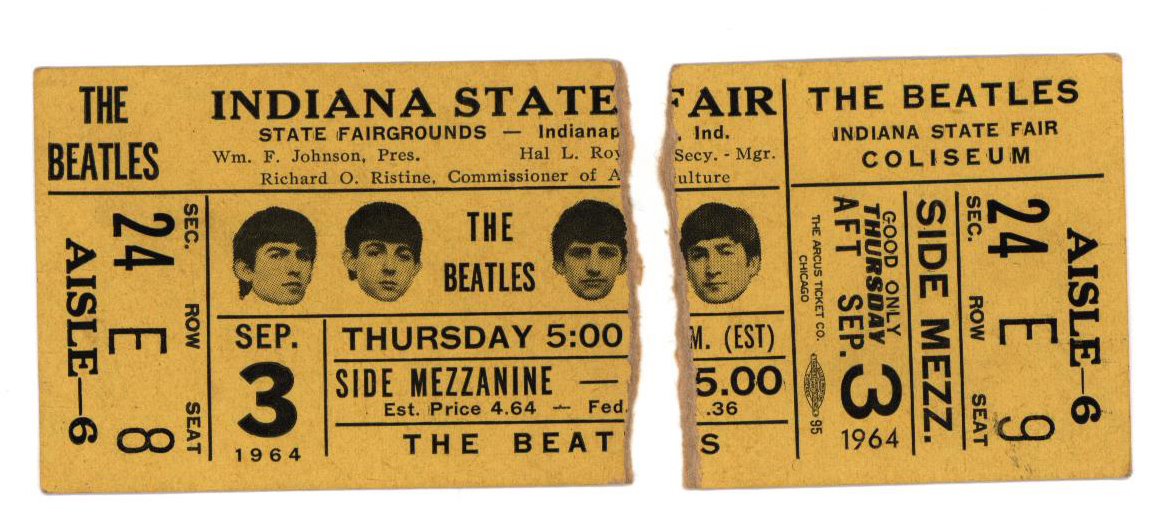 THE
BEATLES
SEC. ROW SEAT
24 E 8
AISLE—6
INDIANA STATE
STATE FAIRGROUNDS — Indianap
Wm. F. Johnson, Pres. Hal L. Roy
Richard O. Ristine, Commissioner of A
THE
BEATLES
SEP.
3
1964
THURSDAY 5:00
SIDE MEZZANINE —
Est. Price 4.64 — Fed.
THE BEAT
FAIR
. Ind.
Secy. - Mgr.
ulture
M. (EST)
5.00
.36
S
THE BEATLES
INDIANA STATE FAIR
COLISEUM
AISLE—6
SEC. ROW SEAT
24 E 9
SIDE MEZZ.
GOOD ONLY
THURSDAY
AFT SEP. 3
1964
THE ARCUS TICKET CO.
CHICAGO
95